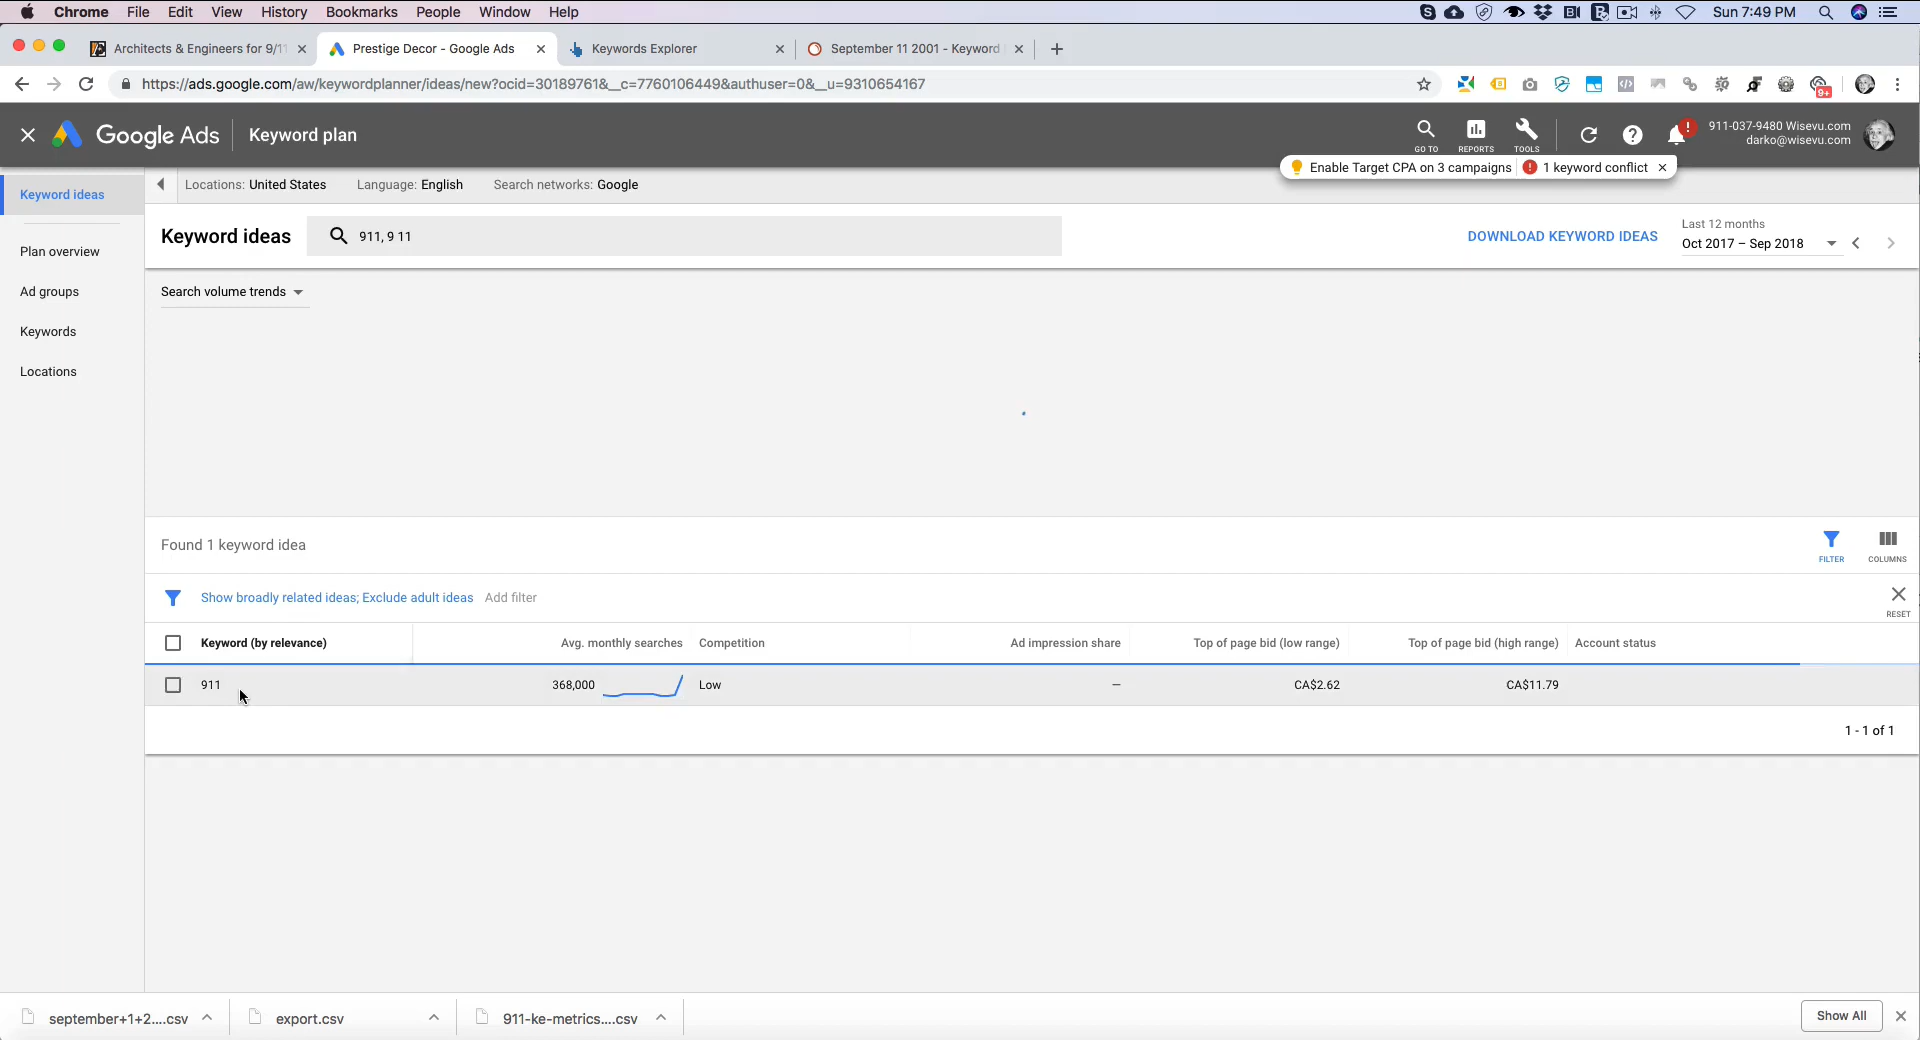 Chrome File Edit View History Bookmarks People Window Help
Sun 7:49 PM
Architects & Engineers for 9/11
Prestige Decor - Google Ads
Keywords Explorer
September 11 2001 - Keyword
https://ads.google.com/aw/keywordplanner/ideas/new?ocid=30189761&__c=7760106449&authuser=0&__u=9310654167
9+
Google Ads
Keyword plan
GO TO
REPORTS
TOOLS
911-037-9480 Wisevu.com
darko@wisevu.com
Enable Target CPA on 3 campaigns
1 keyword conflict
Keyword ideas
Plan overview
Ad groups
Keywords
Locations
Locations: United States
Language: English
Search networks: Google
Keyword ideas
911, 9 11
DOWNLOAD KEYWORD IDEAS
Last 12 months
Oct 2017 – Sep 2018
Search volume trends
Found 1 keyword idea
FILTER
COLUMNS
Show broadly related ideas; Exclude adult ideas Add filter
RESET
Keyword (by relevance) Avg. monthly searches Competition Ad impression share Top of page bid (low range) Top of page bid (high range) Account status
911 368,000 Low – CA$2.62 CA$11.79
1 - 1 of 1
september+1+2....csv
export.csv
911-ke-metrics....csv
Show All